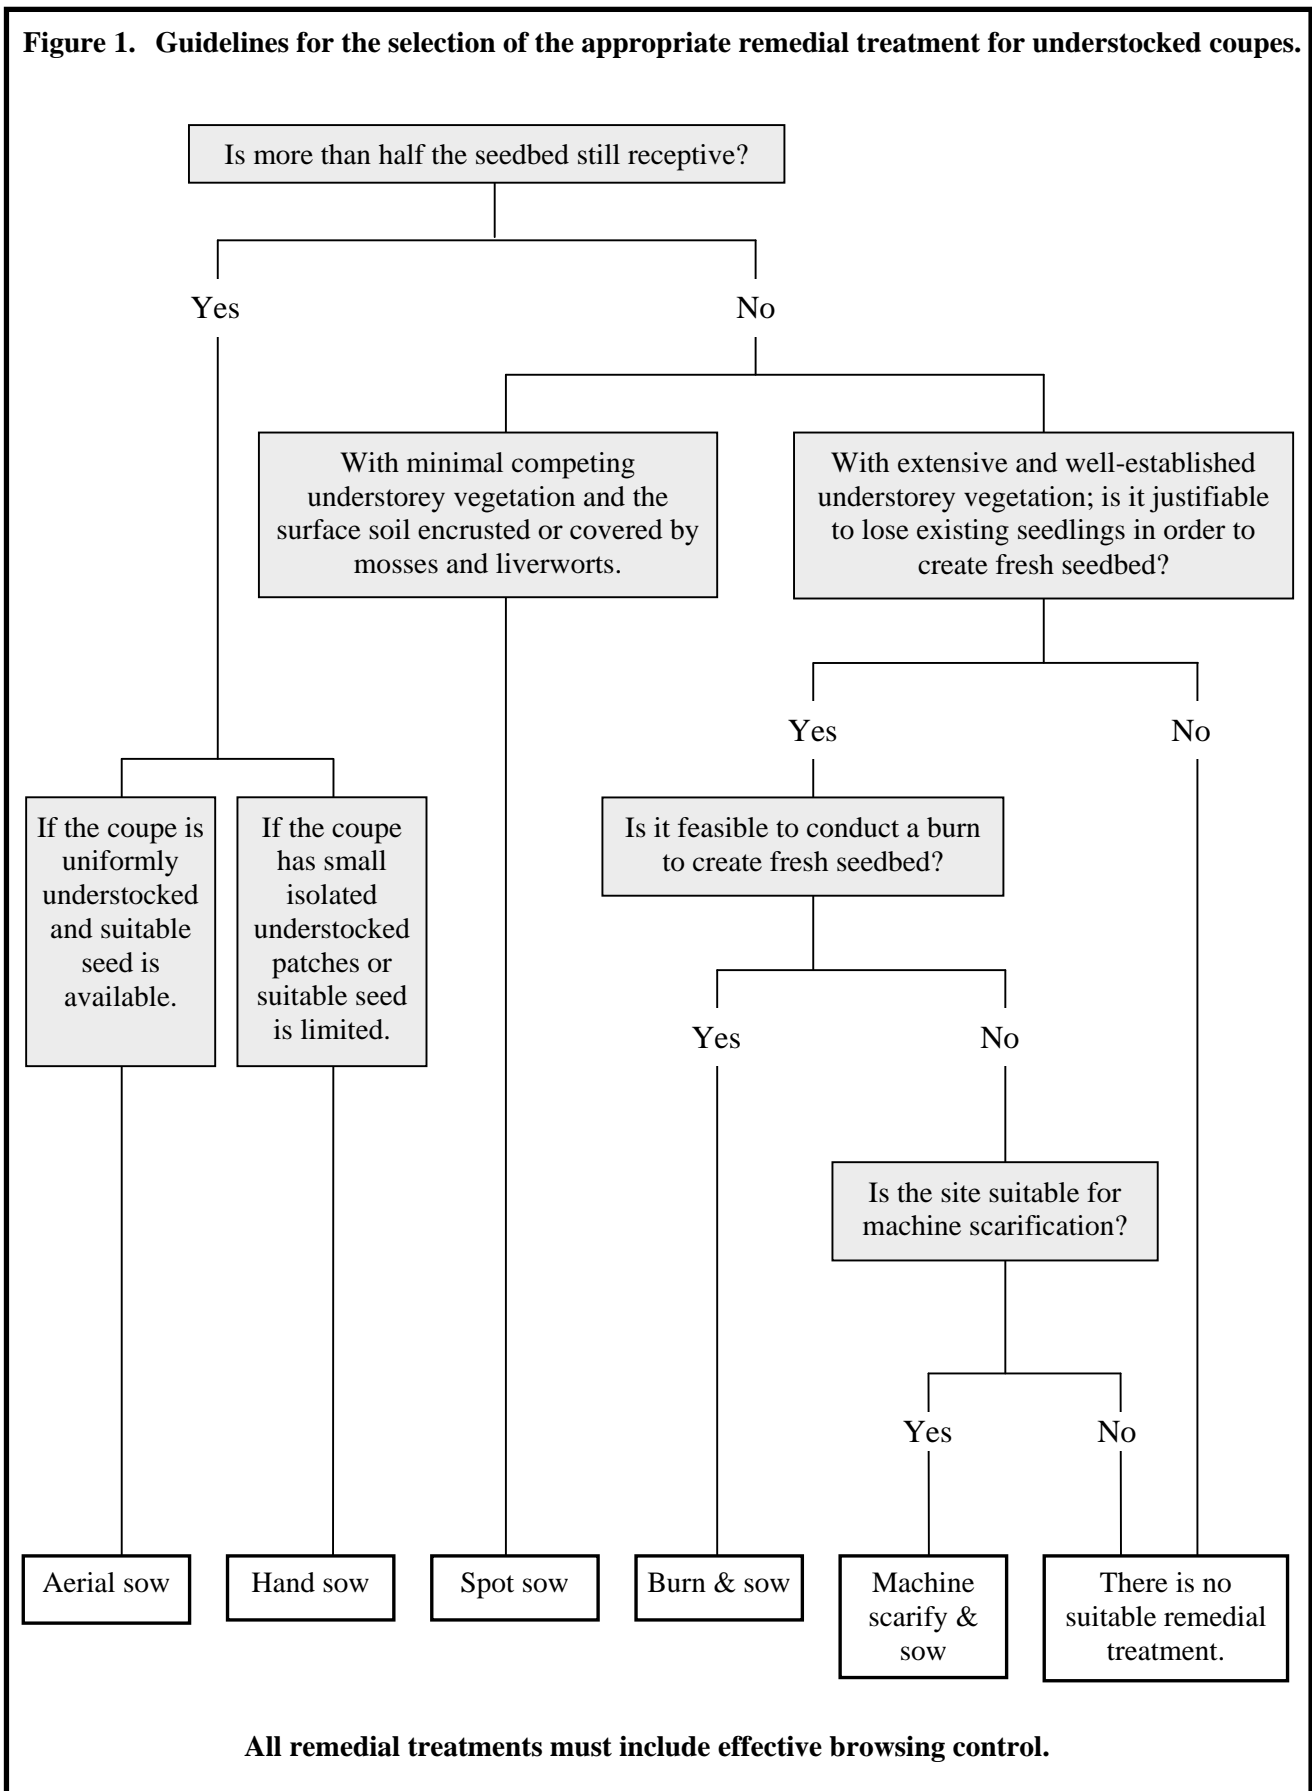 Figure 1. Guidelines for the selection of the appropriate remedial treatment for understocked coupes.
Is more than half the seedbed still receptive?
Yes
No
With minimal competing
understorey vegetation and the
surface soil encrusted or covered by
mosses and liverworts.
With extensive and well-established
understorey vegetation; is it justifiable
to lose existing seedlings in order to
create fresh seedbed?
Yes
No
If the coupe is
uniformly
understocked
and suitable
seed is
available.
If the coupe
has small
isolated
understocked
patches or
suitable seed
is limited.
Is it feasible to conduct a burn
to create fresh seedbed?
Yes
No
Is the site suitable for
machine scarification?
Yes
No
Aerial sow
Hand sow
Spot sow
Burn & sow
Machine
scarify &
sow
There is no
suitable remedial
treatment.
All remedial treatments must include effective browsing control.